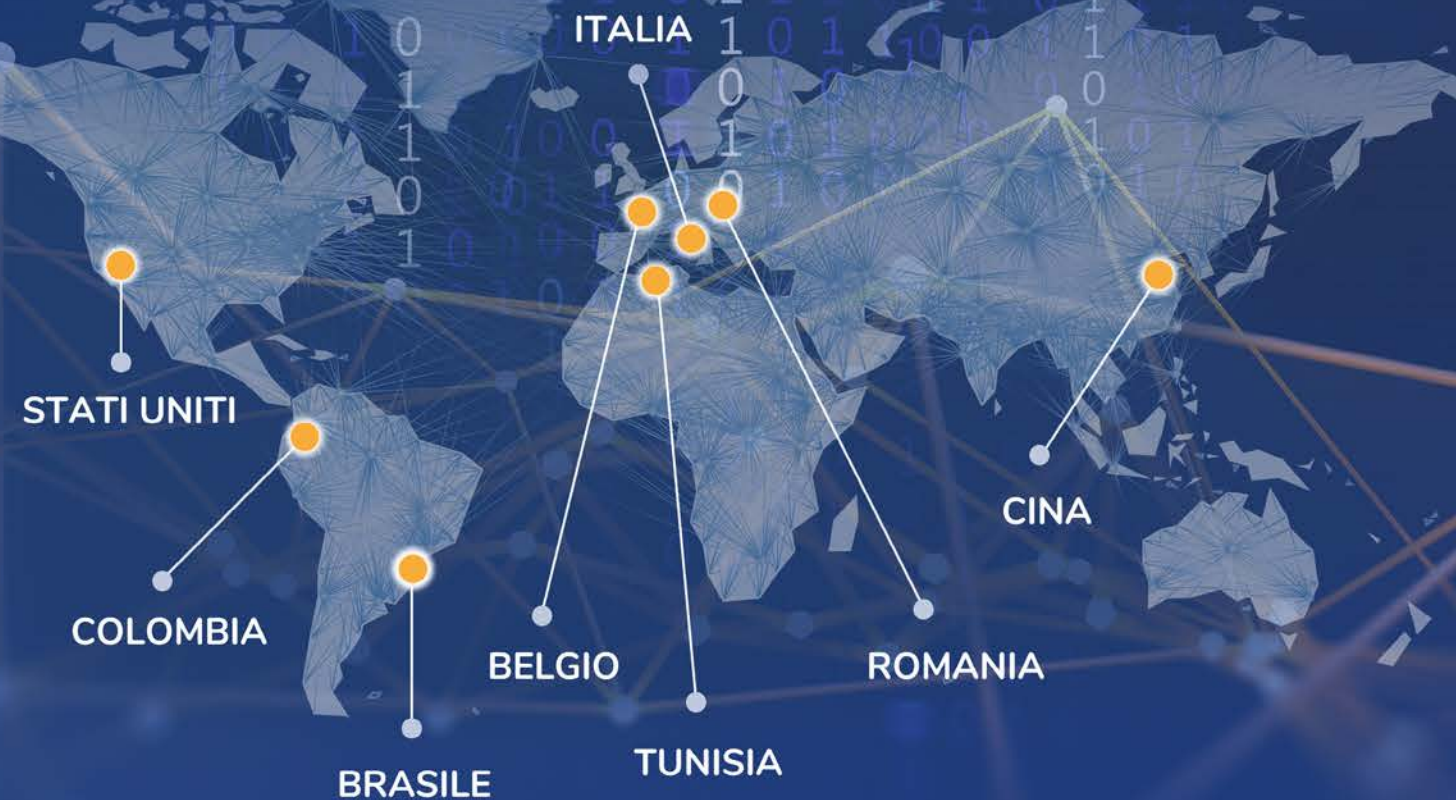 ITALIA
STATI UNITI
CINA
COLOMBIA
BELGIO
ROMANIA
TUNISIA
BRASILE